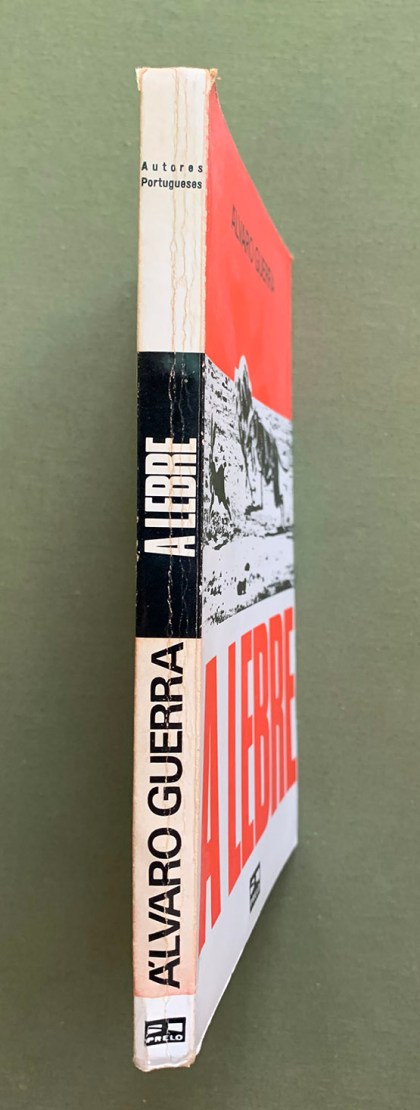 Autores
Portugueses
A LEBRE
ÁLVARO GUERRA
PRELO
ÁLVARO GUERRA
A LEBRE